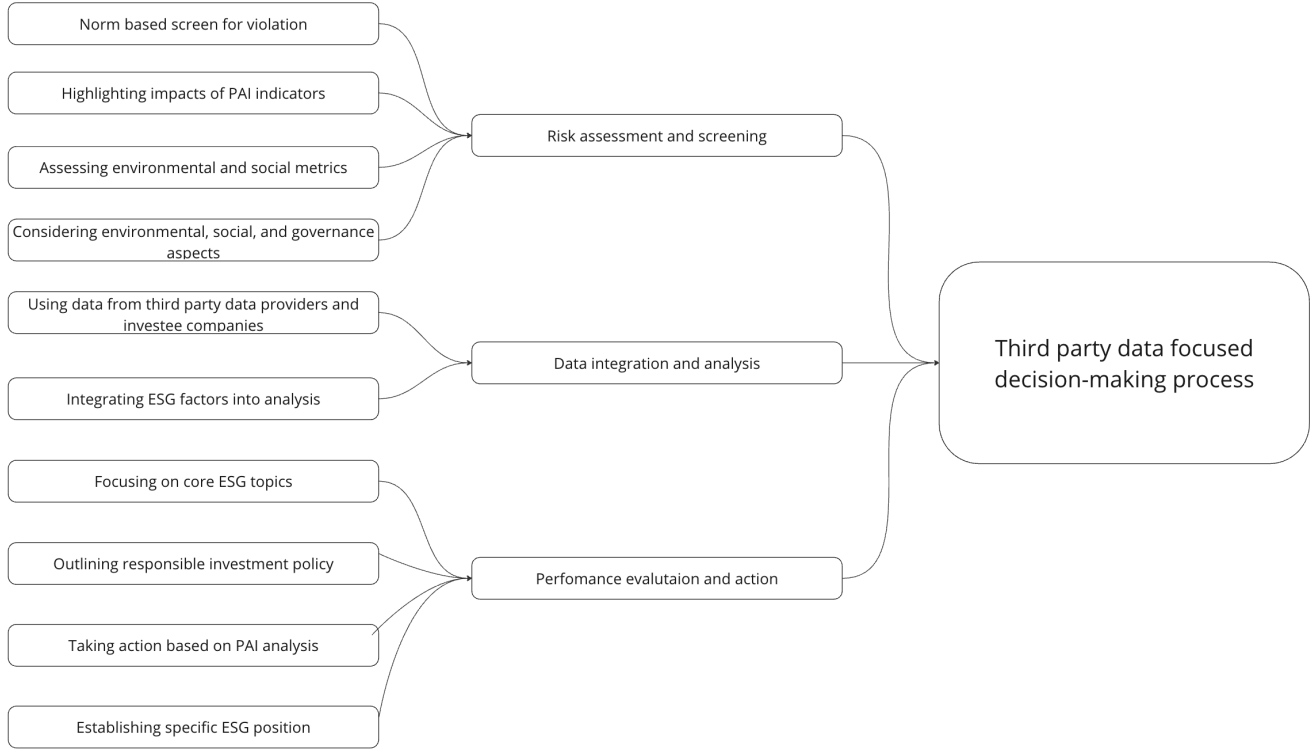 Norm based screen for violation
Highlighting impacts of PAI indicators
Assessing environmental and social metrics
Considering environmental, social, and governance
aspects
Using data from third party data providers and
investee companies
Integrating ESG factors into analysis
Focusing on core ESG topics
Outlining responsible investment policy
Taking action based on PAI analysis
Establishing specific ESG position
Risk assessment and screening
Data integration and analysis
Perfomance evalutaion and action
Third party data focused
decision-making process